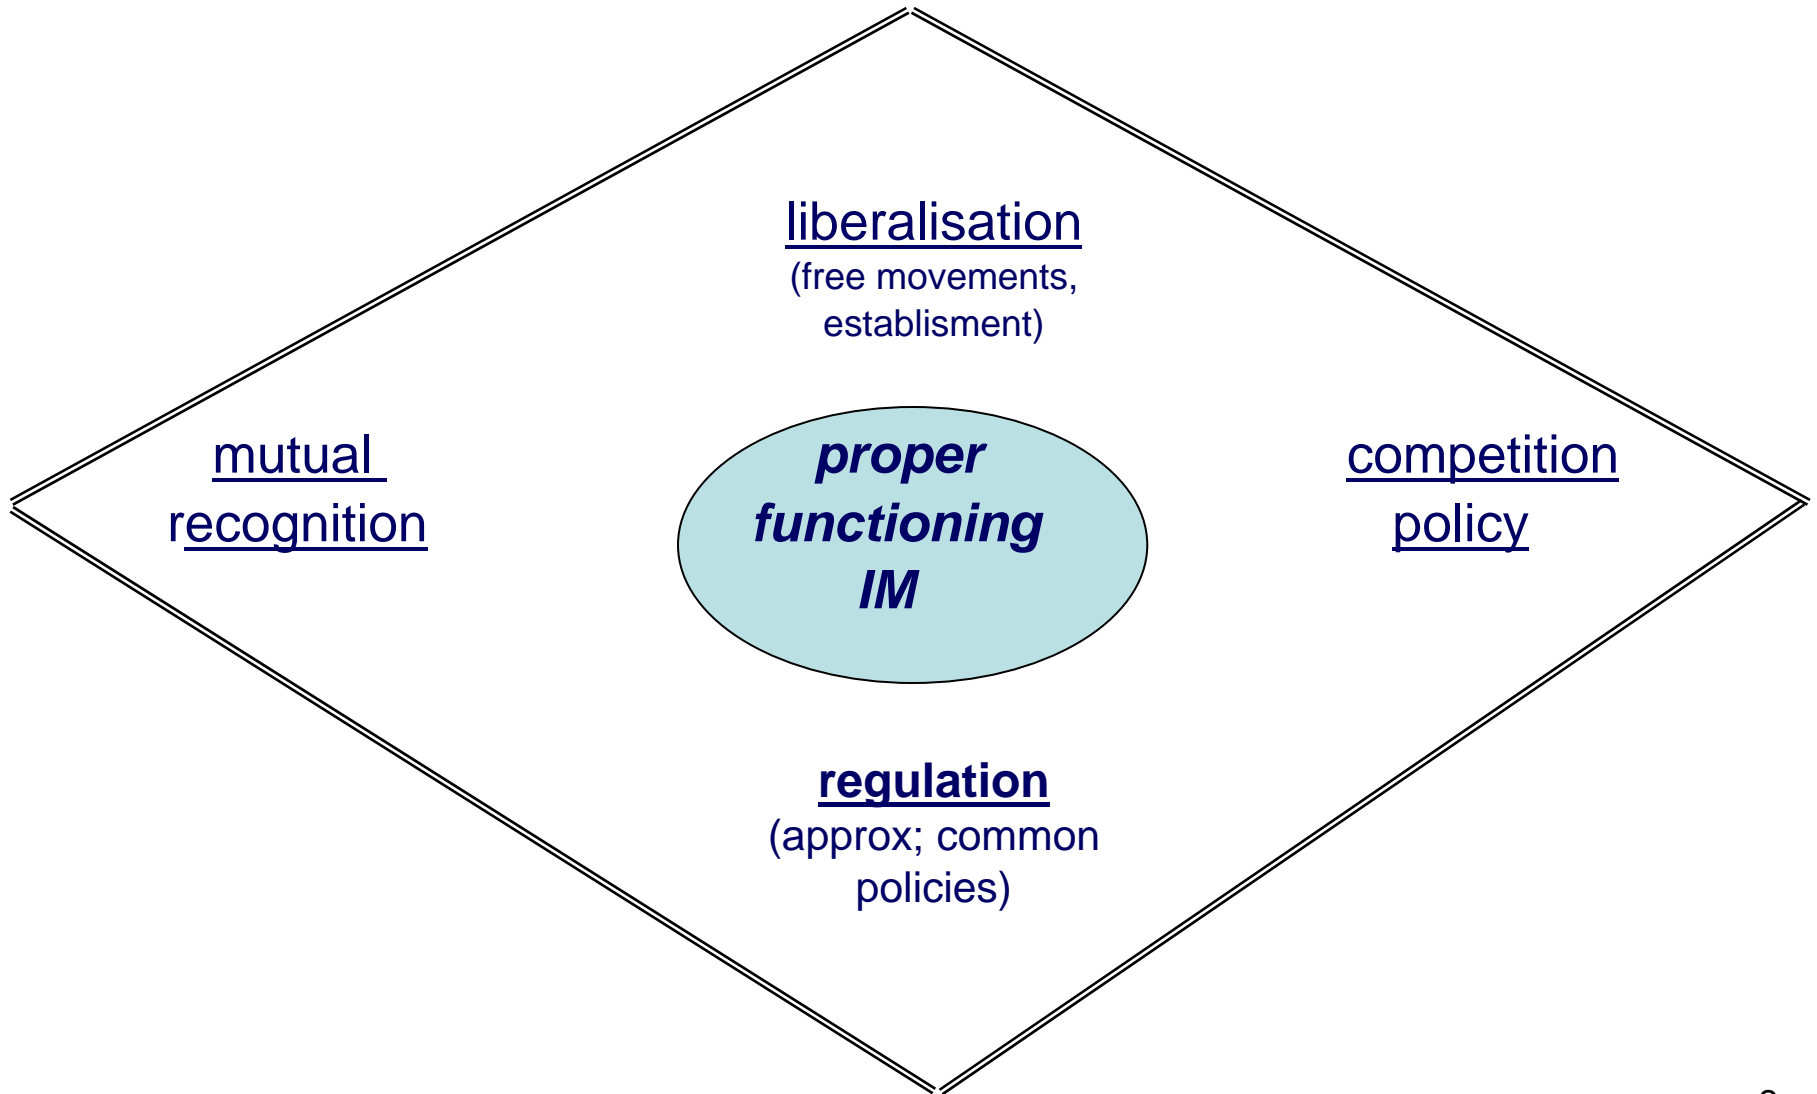 liberalisation
(free movements,
establisment)
mutual
recognition
proper
functioning
IM
competition
policy
regulation
(approx; common
policies)